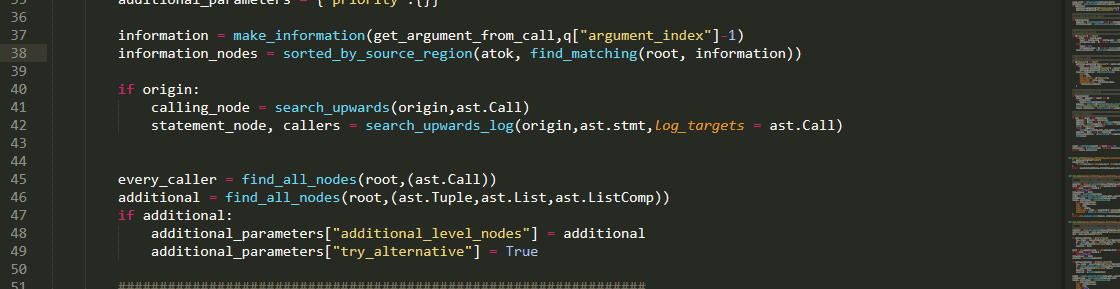 35 additional_parameters = {"priority":{}}
36
37 information = make_information(get_argument_from_call,q["argument_index"]-1)
38 information_nodes = sorted_by_source_region(atok, find_matching(root, information))
39
40 if origin:
41 calling_node = search_upwards(origin,ast.Call)
42 statement_node, callers = search_upwards_log(origin,ast.stmt,log_targets = ast.Call)
43
44
45 every_caller = find_all_nodes(root,(ast.Call))
46 additional = find_all_nodes(root,(ast.Tuple,ast.List,ast.ListComp))
47 if additional:
48 additional_parameters["additional_level_nodes"] = additional
49 additional_parameters["try_alternative"] = True
50
51 ################################################################